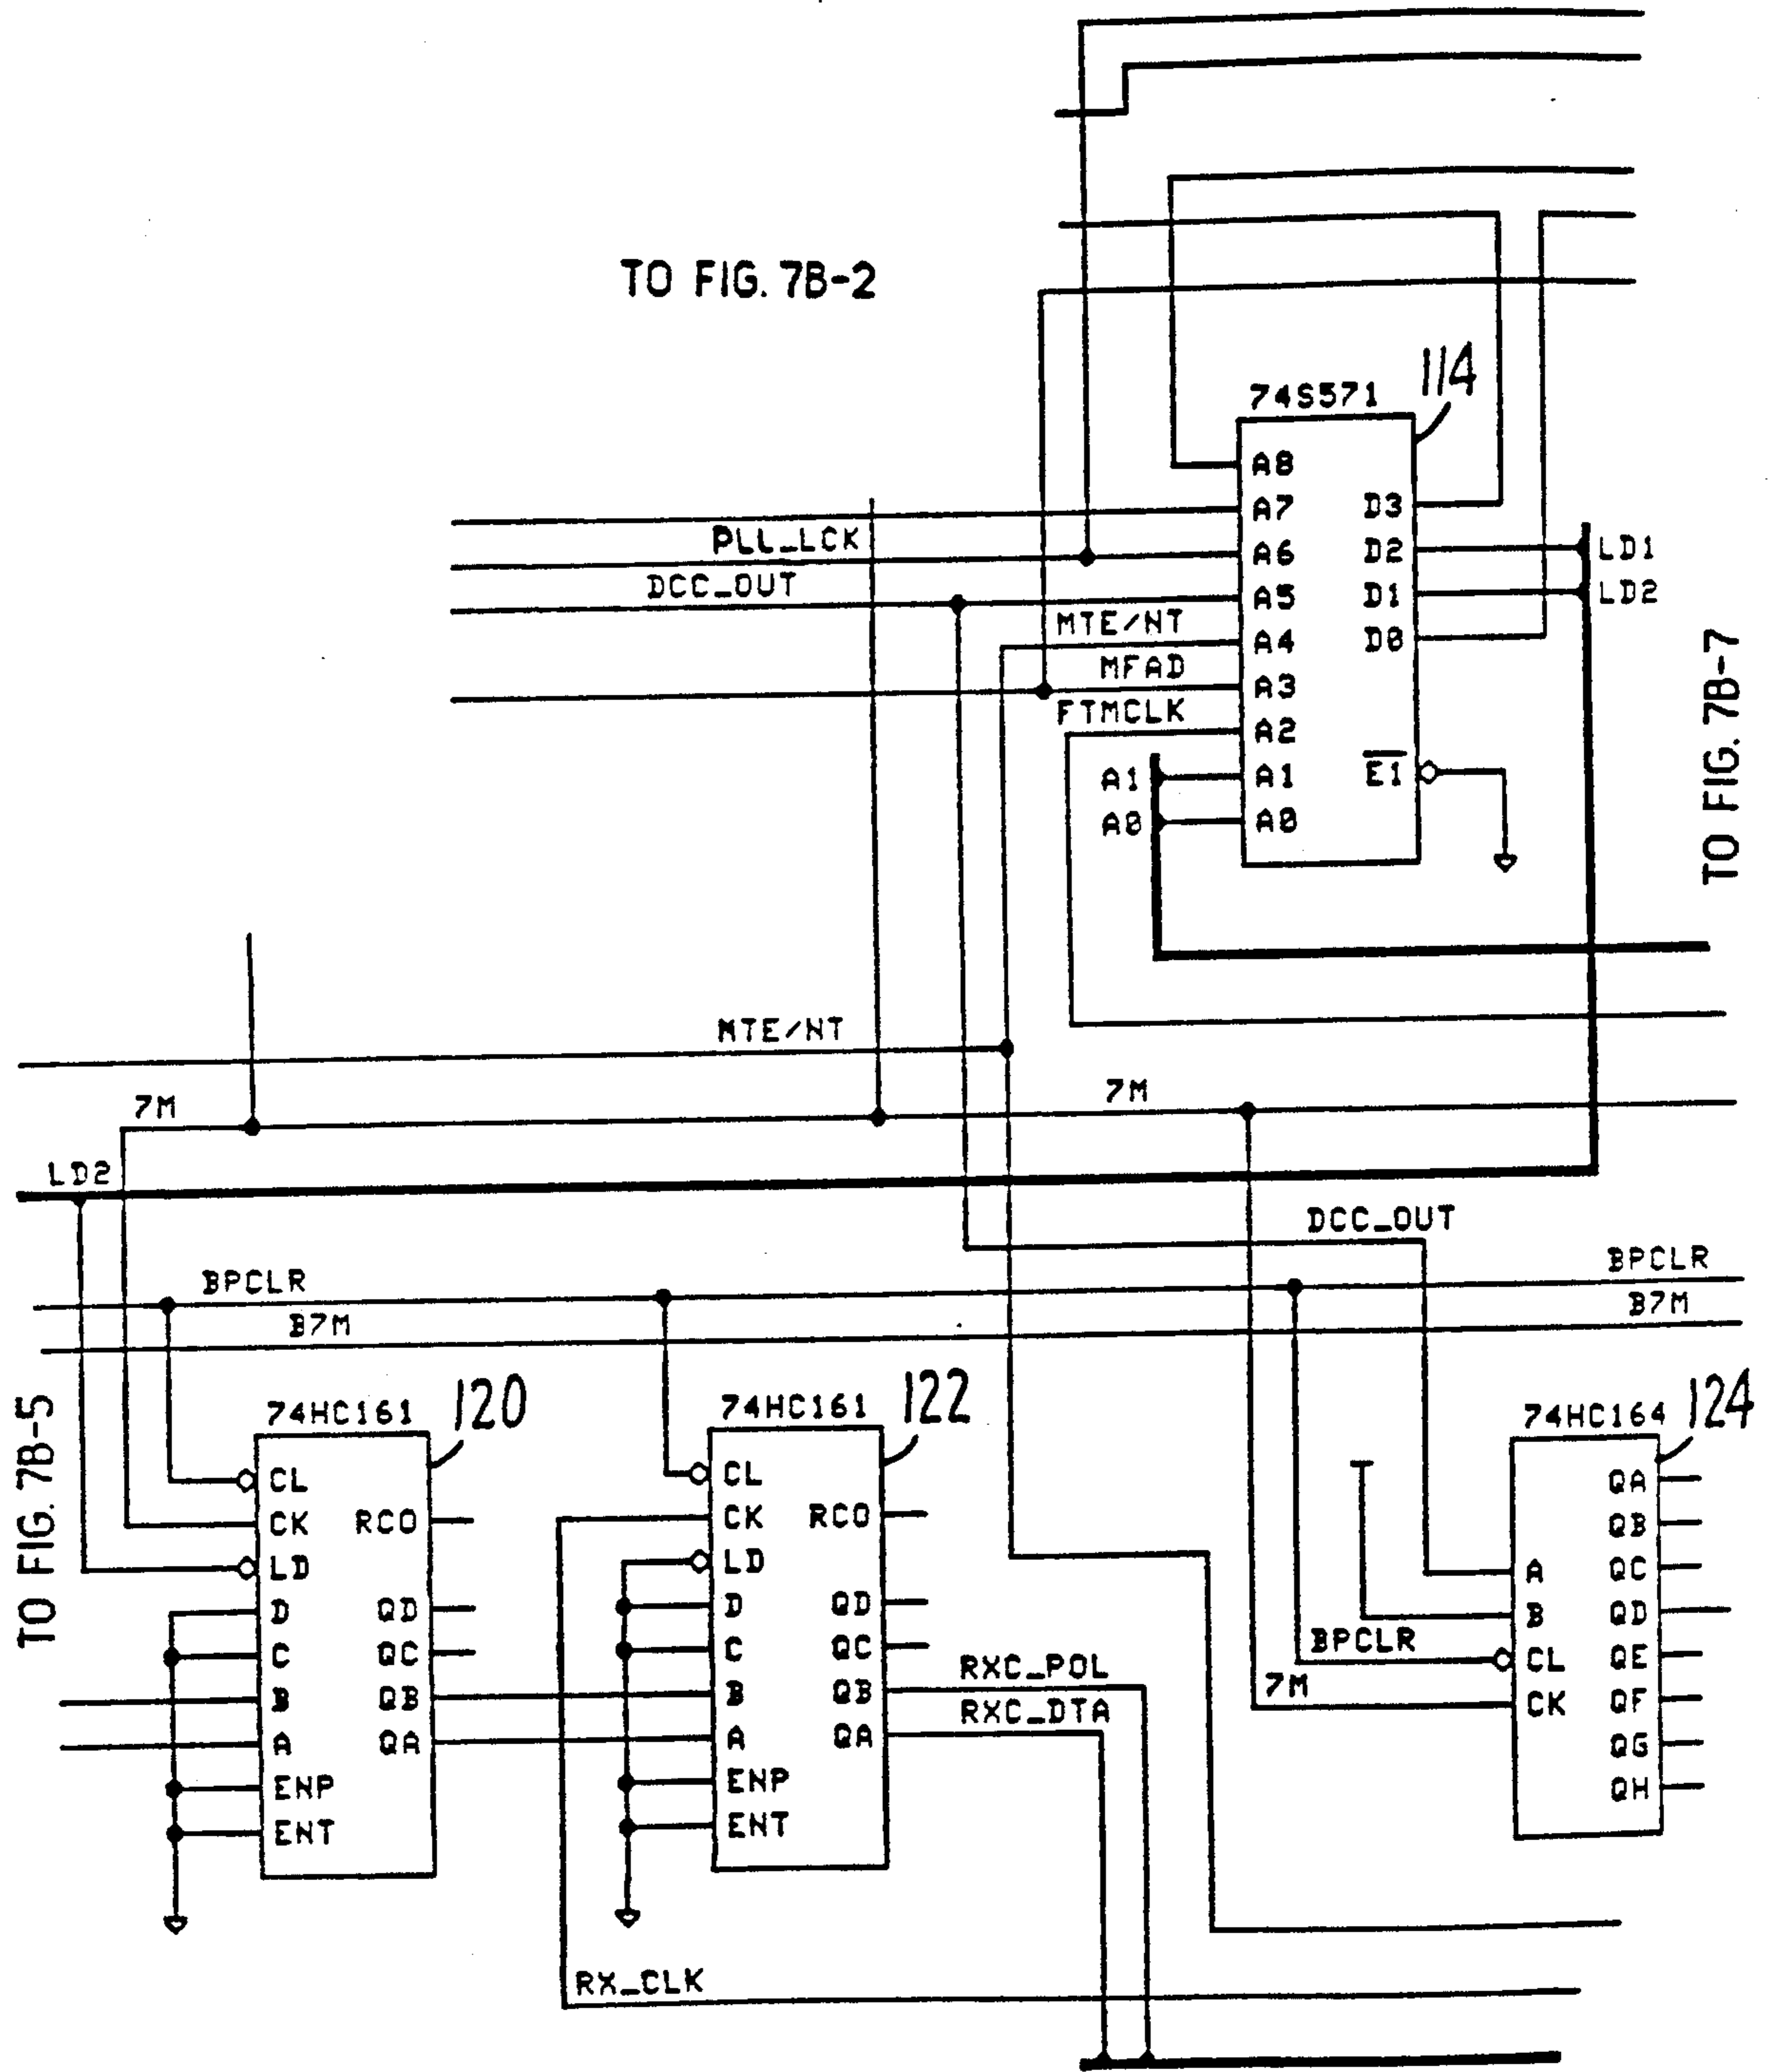 TO FIG. 7B-2
74S571 114
A8
A7 D3
PLL_LCK
A6 D2 LD1
DCC_OUT
A5 D1 LD2
MTE/NT
A4 D0
MFAD
A3
FTMCLK
A2
A1 A1 E1
A0 A0
TO FIG. 7B-7
MTE/NT
7M 7M
LD2
DCC_OUT
BPCLR BPCLR
B7M B7M
TO FIG. 7B-5
74HC161 120
CL
CK RCO
LD
D QD
C QC
B QB
A QA
ENP
ENT
74HC161 122
CL
CK RCO
LD
D QD
C QC
B QB RXC_POL
A QA RXC_DTA
ENP
ENT
74HC164 124
QA
QB
A QC
B QD
BPCLR CL QE
7M CK QF
QG
QH
RX_CLK